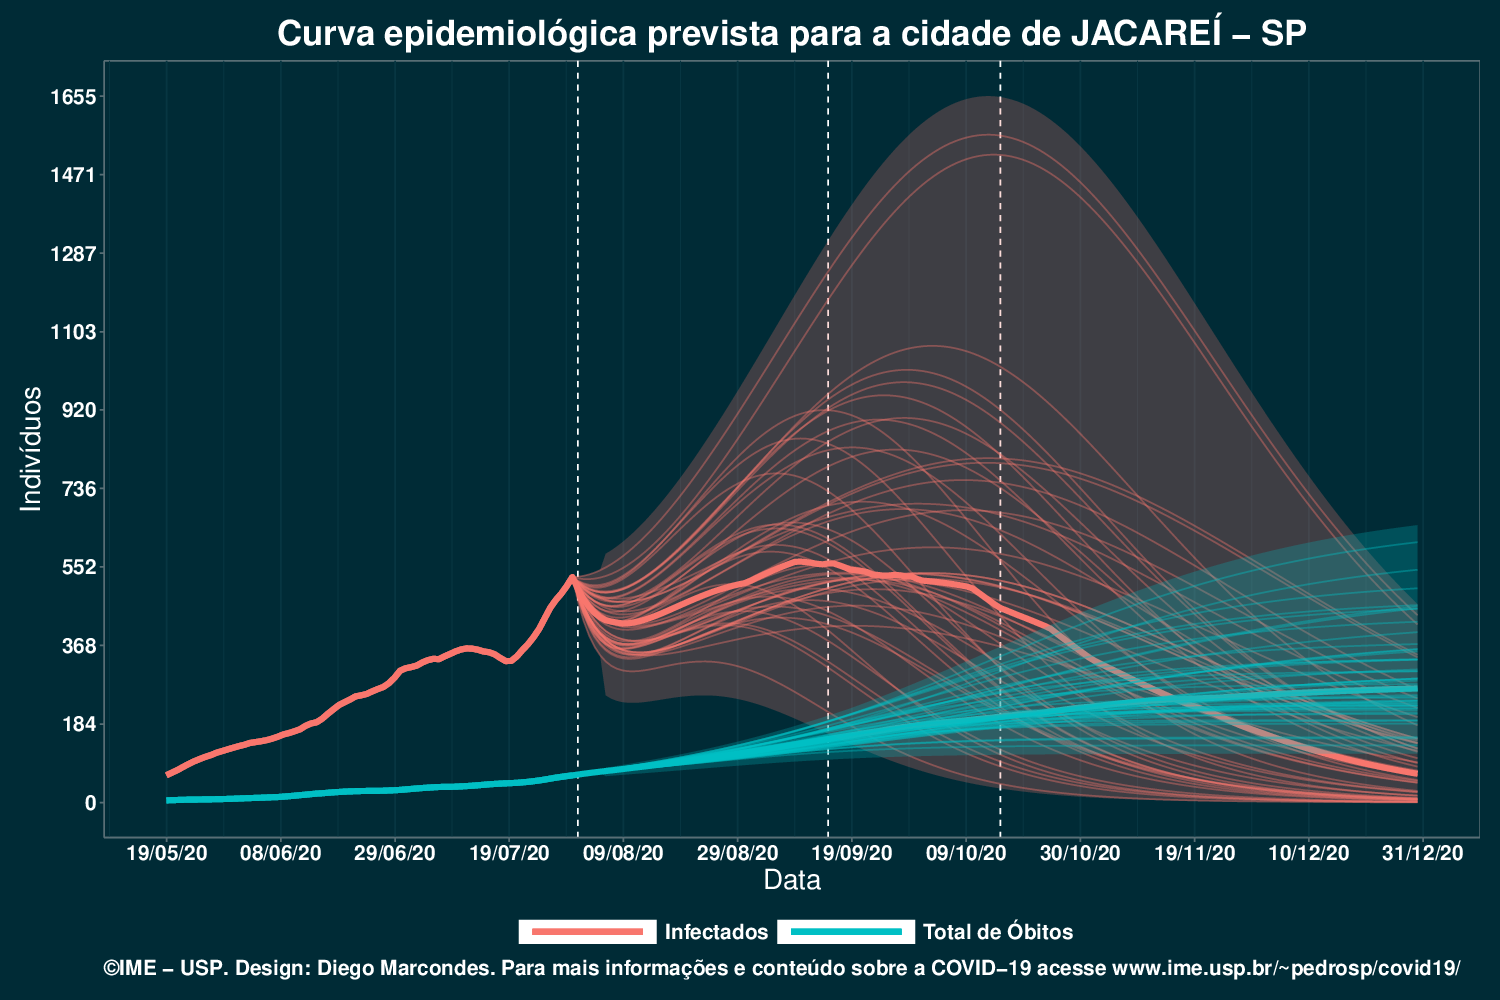 Curva epidemiológica prevista para a cidade de JACAREÍ – SP
1655
1471
1287
1103
920
736
552
368
184
0
Indivíduos
19/05/20 08/06/20 29/06/20 19/07/20 09/08/20 29/08/20 19/09/20 09/10/20 30/10/20 19/11/20 10/12/20 31/12/20
Data
Infectados Total de Óbitos
©IME – USP. Design: Diego Marcondes. Para mais informações e conteúdo sobre a COVID–19 acesse www.ime.usp.br/~pedrosp/covid19/